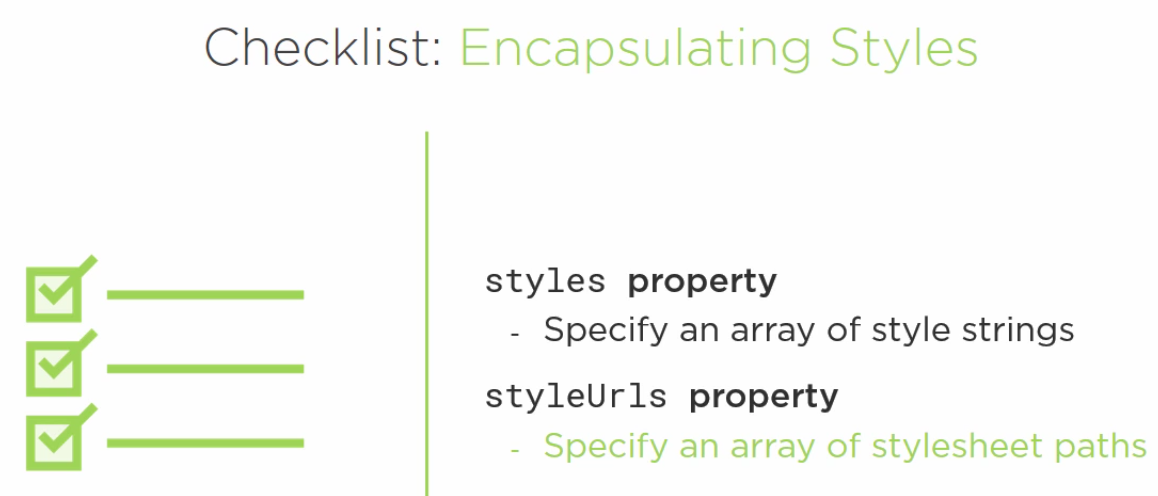 Checklist: Encapsulating Styles
styles property
- Specify an array of style strings
styleUrls property
- Specify an array of stylesheet paths